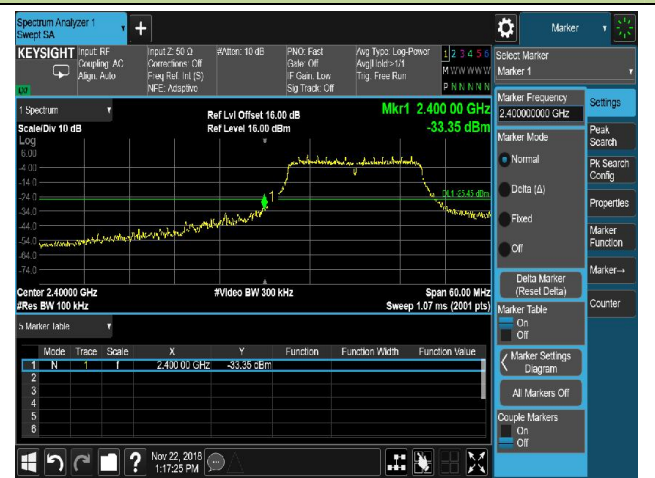 Spectrum Analyzer 1
Swept SA
+
Marker
KEYSIGHT
Input: RF
Coupling: AC
Align: Auto
Input Z: 50 Ω
Corrections: Off
Freq Ref: Int (S)
NFE: Adaptive
#Atten: 10 dB
PNO: Fast
Gate: Off
IF Gain: Low
Sig Track: Off
Avg Type: Log-Power
Avg|Hold:>1/1
Trig: Free Run
1 2 3 4 5 6
M W W W W W
P N N N N N
Select Marker
Marker 1
1 Spectrum
Scale/Div 10 dB
Ref Lvl Offset 16.00 dB
Ref Level 16.00 dBm
Mkr1 2.400 00 GHz
-33.35 dBm
Log
6.00
-4.00
-14.0
-24.0
-34.0
-44.0
-54.0
-64.0
-74.0
1
DL1 -25.45 dBm
Center 2.40000 GHz
#Res BW 100 kHz
#Video BW 300 kHz
Span 60.00 MHz
Sweep 1.07 ms (2001 pts)
5 Marker Table
Mode Trace Scale X Y Function Function Width Function Value
1 N 1 f 2.400 00 GHz -33.35 dBm
2
3
4
5
6
Marker Frequency
2.400000000 GHz
Marker Mode
Normal
Delta (Δ)
Fixed
Off
Delta Marker
(Reset Delta)
Marker Table
On
Off
Marker Settings
Diagram
All Markers Off
Couple Markers
On
Off
Settings
Peak
Search
Pk Search
Config
Properties
Marker
Function
Marker→
Counter
?
Nov 22, 2018
1:17:25 PM